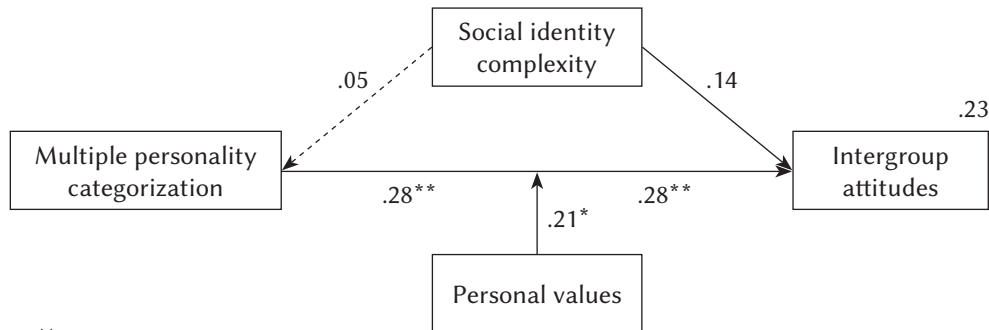 Social identity
complexity
.05
.14
.23
Multiple personality
categorization
Intergroup
attitudes
.28**
.28**
.21*
Personal values